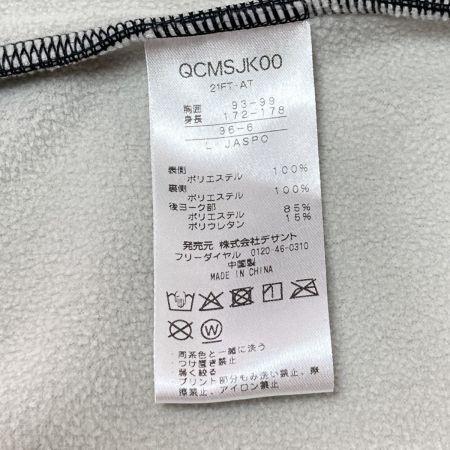 QCMSJK00
21FT-AT
胸囲 93-99
身長 172-178
96-6
L・JASPO
表側
ポリエステル 100%
裏側
ポリエステル 100%
後ヨーク部
ポリエステル 85%
ポリウレタン 15%
発売元 株式会社デサント
フリーダイヤル 0120-46-0310
中国製
MADE IN CHINA
W
同系色と一緒に洗う
つけ置き禁止
弱く絞る
プリント部分もみ洗い禁止、摩
擦禁止、アイロン禁止